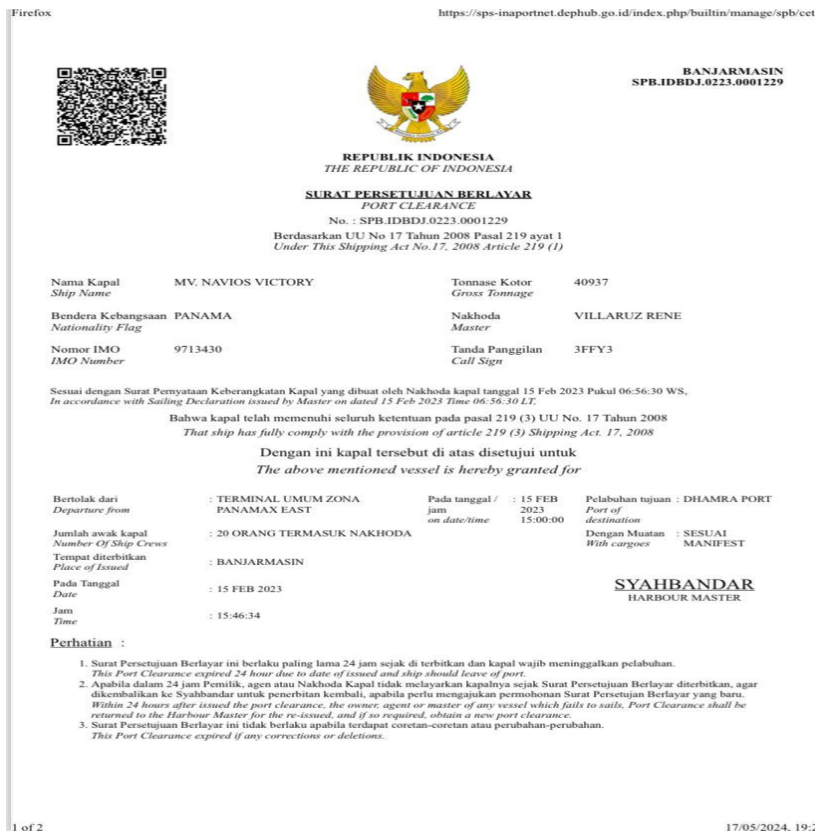 Firefox
https://sps-inaportnet.dephub.go.id/index.php/builtin/manage/spb/cet
BANJARMASIN
SPB.IDBDJ.0223.0001229
REPUBLIK INDONESIA
THE REPUBLIC OF INDONESIA
SURAT PERSETUJUAN BERLAYAR
PORT CLEARANCE
No. : SPB.IDBDJ.0223.0001229
Berdasarkan UU No 17 Tahun 2008 Pasal 219 ayat 1
Under This Shipping Act No.17, 2008 Article 219 (1)
Nama Kapal MV. NAVIOS VICTORY Tonnase Kotor 40937
Ship Name Gross Tonnage
Bendera Kebangsaan PANAMA Nakhoda VILLARUZ RENE
Nationality Flag Master
Nomor IMO 9713430 Tanda Panggilan 3FFY3
IMO Number Call Sign
Sesuai dengan Surat Pernyataan Keberangkatan Kapal yang dibuat oleh Nakhoda kapal tanggal 15 Feb 2023 Pukul 06:56:30 WS,
In accordance with Sailing Declaration issued by Master on dated 15 Feb 2023 Time 06:56:30 LT,
Bahwa kapal telah memenuhi seluruh ketentuan pada pasal 219 (3) UU No. 17 Tahun 2008
That ship has fully comply with the provision of article 219 (3) Shipping Act. 17, 2008
Dengan ini kapal tersebut di atas disetujui untuk
The above mentioned vessel is hereby granted for
Bertolak dari : TERMINAL UMUM ZONA Pada tanggal / : 15 FEB Pelabuhan tujuan : DHAMRA PORT
Departure from PANAMAX EAST jam 2023 Port of
on date/time 15:00:00 destination
Jumlah awak kapal : 20 ORANG TERMASUK NAKHODA Dengan Muatan : SESUAI
Number Of Ship Crews With cargoes MANIFEST
Tempat diterbitkan : BANJARMASIN
Place of Issued
Pada Tanggal : 15 FEB 2023
Date
SYAHBANDAR
HARBOUR MASTER
Jam : 15:46:34
Time
Perhatian :
1. Surat Persetujuan Berlayar ini berlaku paling lama 24 jam sejak di terbitkan dan kapal wajib meninggalkan pelabuhan.
This Port Clearance expired 24 hour due to date of issued and ship should leave of port.
2. Apabila dalam 24 jam Pemilik, agen atau Nakhoda Kapal tidak melayarkan kapalnya sejak Surat Persetujuan Berlayar diterbitkan, agar
dikembalikan ke Syahbandar untuk penerbitan kembali, apabila perlu mengajukan permohonan Surat Persetujan Berlayar yang baru.
Within 24 hours after issued the port clearance, the owner, agent or master of any vessel which fails to sails, Port Clearance shall be
returned to the Harbour Master for the re-issued, and if so required, obtain a new port clearance.
3. Surat Persetujuan Berlayar ini tidak berlaku apabila terdapat coretan-coretan atau perubahan-perubahan.
This Port Clearance expired if any corrections or deletions.
1 of 2
17/05/2024, 19:2